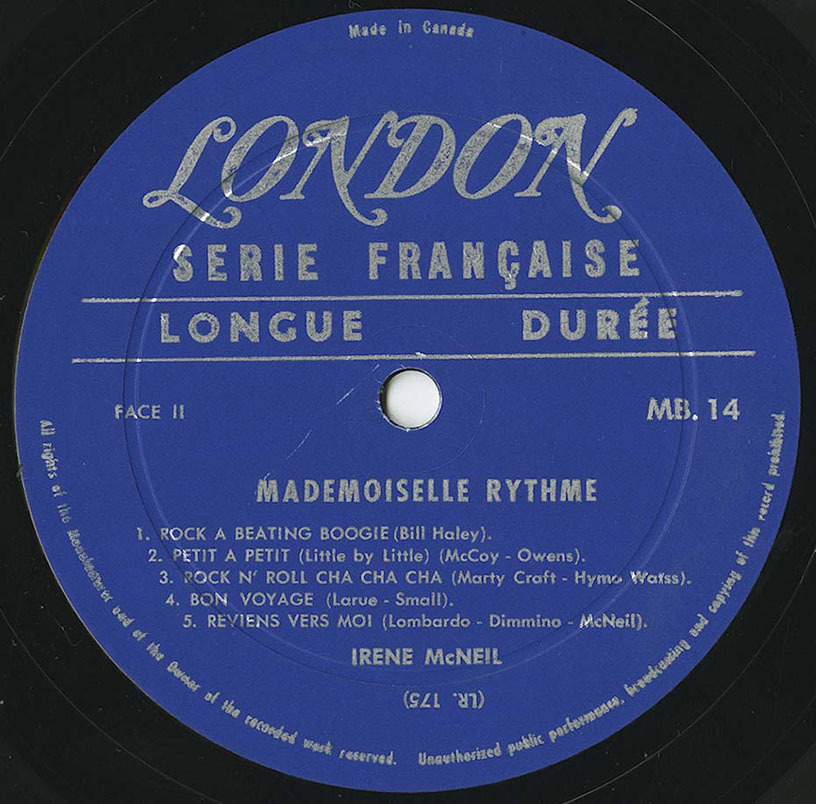 Made in Canada
LONDON
SERIE FRANÇAISE
LONGUE DURÉE
FACE II
MB. 14
MADEMOISELLE RYTHME
1. ROCK A BEATING BOOGIE (Bill Haley).
2. PETIT A PETIT (Little by Little) (McCoy - Owens).
3. ROCK N' ROLL CHA CHA CHA (Marty Craft - Hymo Watss).
4. BON VOYAGE (Larue - Small).
5. REVIENS VERS MOI (Lombardo - Dimmino - McNeil).
IRENE McNEIL
(LR. 175)
All rights of the Manufacturer and of the Owner of the recorded work reserved. Unauthorized public performance, broadcasting and copying of this record prohibited.